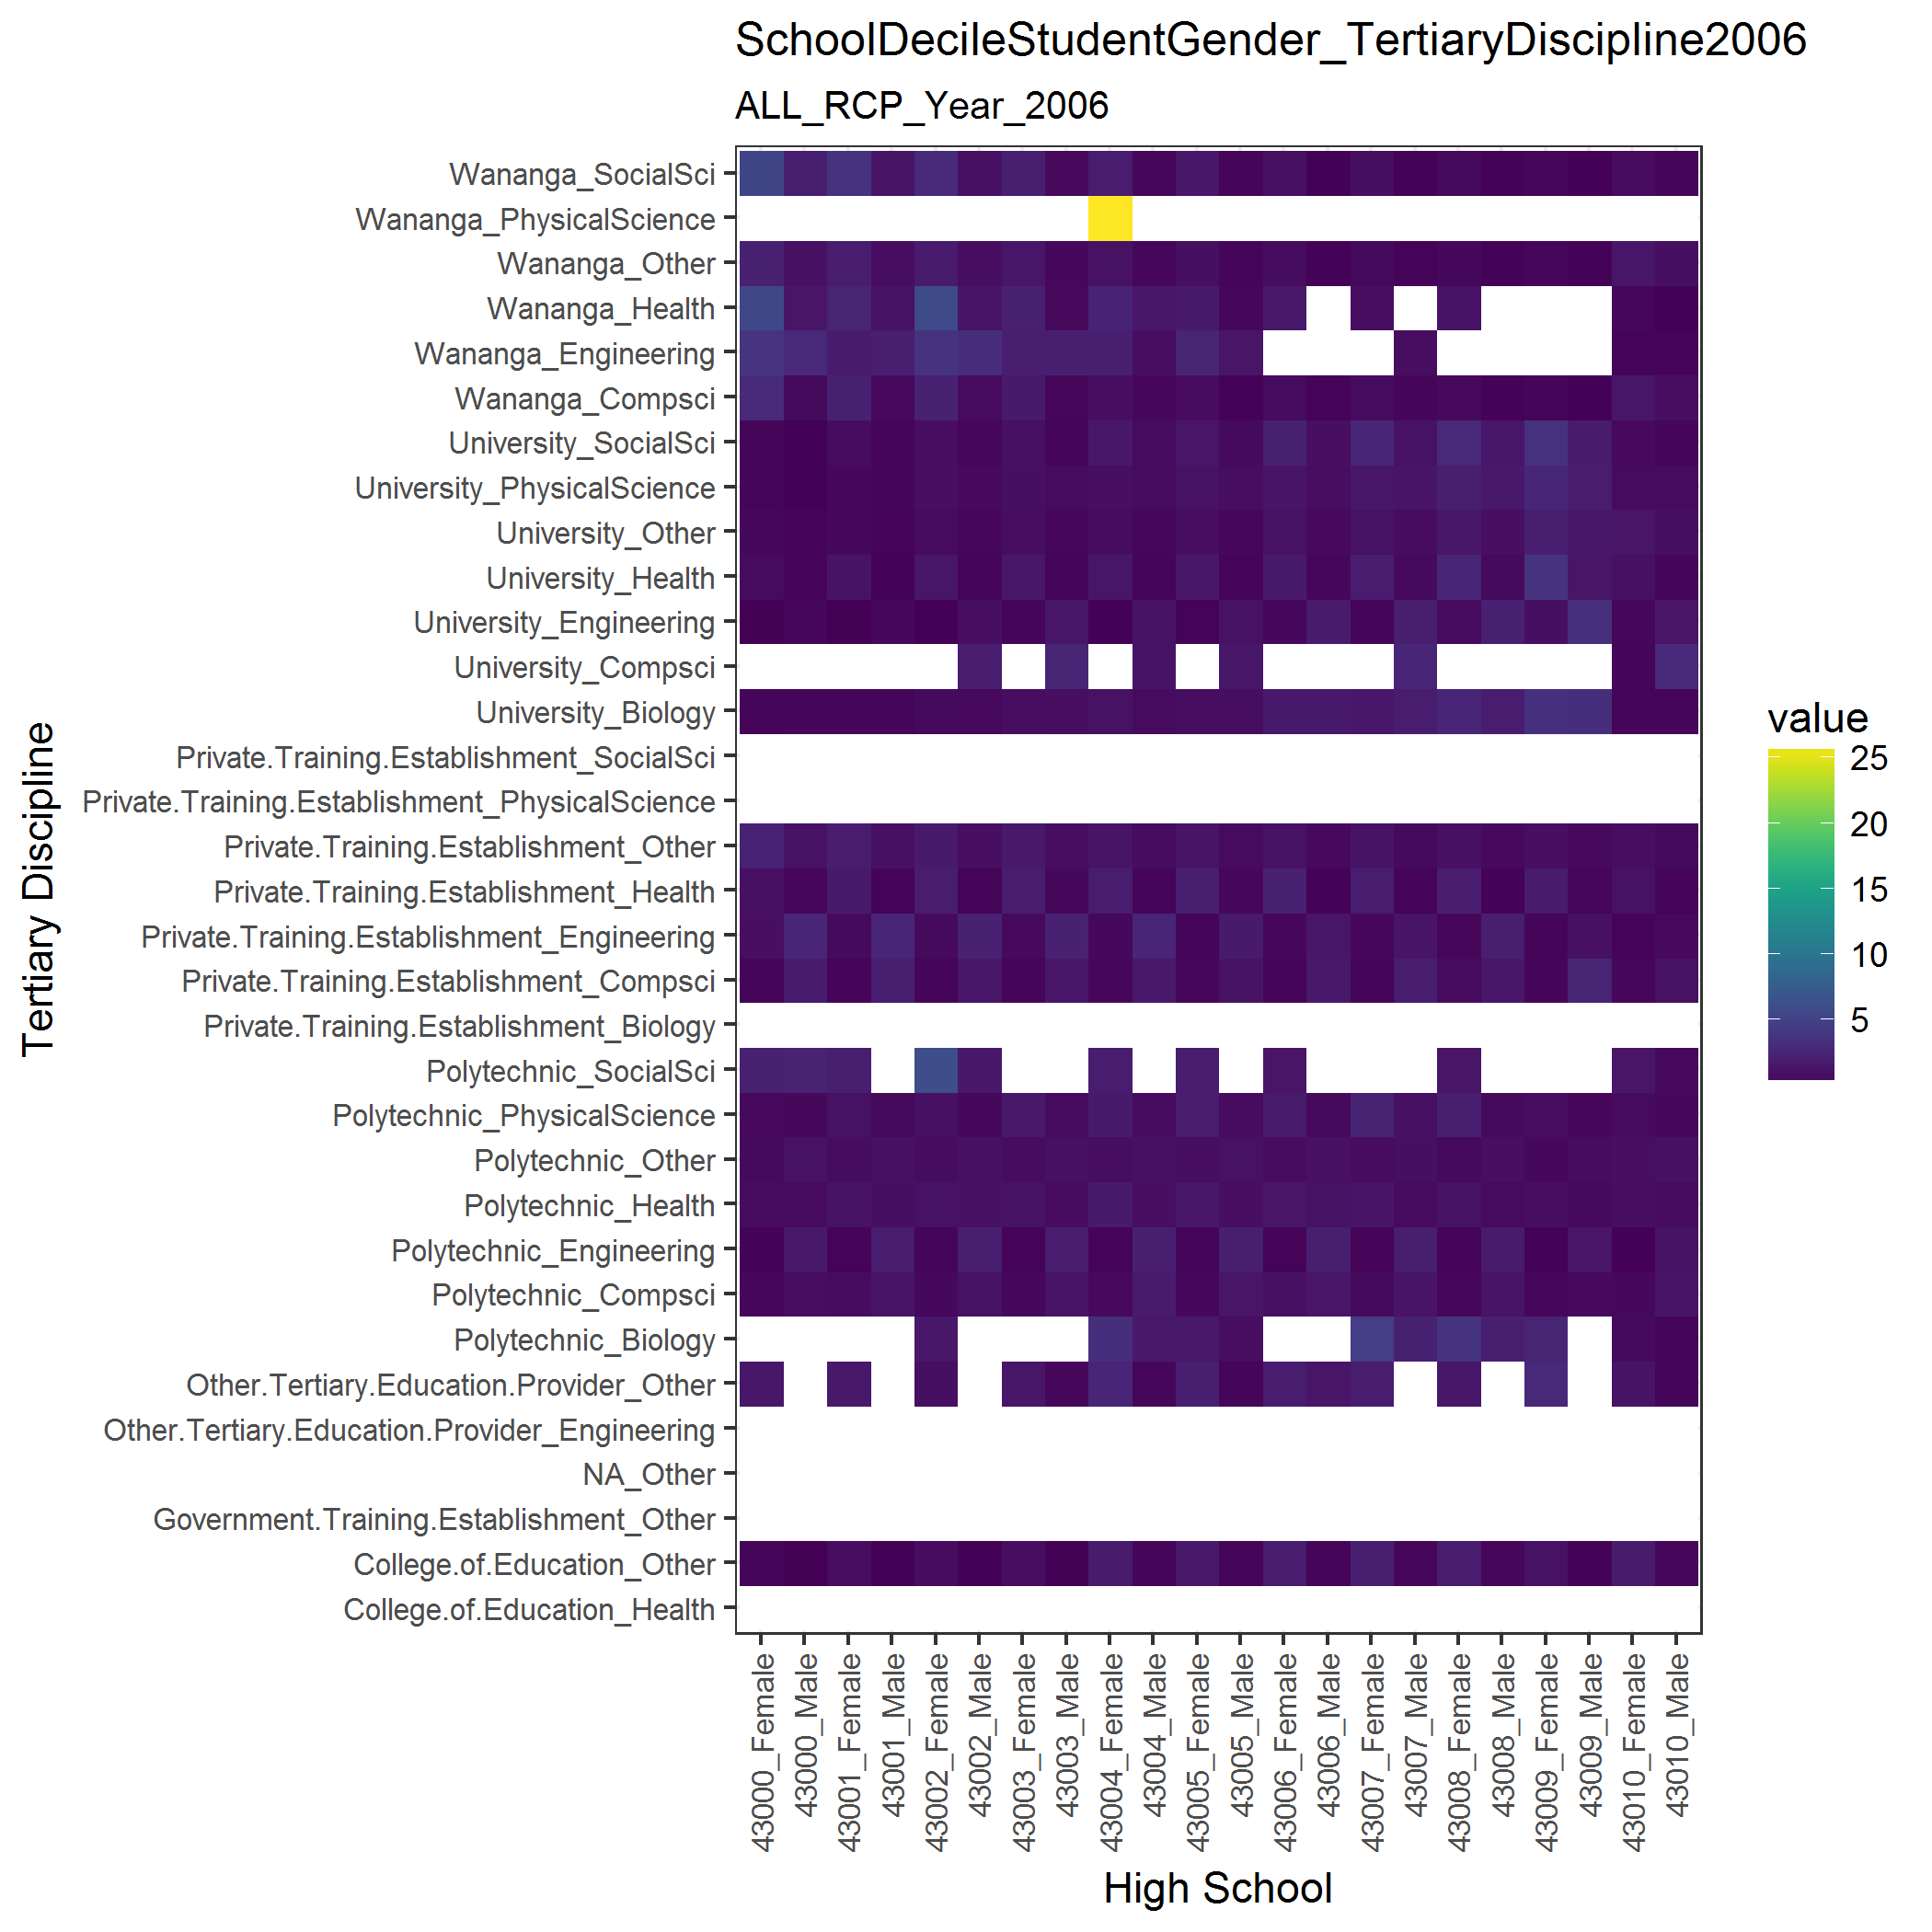 SchoolDecileStudentGender_TertiaryDiscipline2006
ALL_RCP_Year_2006
Wananga_SocialSci
Wananga_PhysicalScience
Wananga_Other
Wananga_Health
Wananga_Engineering
Wananga_Compsci
University_SocialSci
University_PhysicalScience
University_Other
University_Health
University_Engineering
University_Compsci
University_Biology
Private.Training.Establishment_SocialSci
Private.Training.Establishment_PhysicalScience
Private.Training.Establishment_Other
Private.Training.Establishment_Health
Private.Training.Establishment_Engineering
Private.Training.Establishment_Compsci
Private.Training.Establishment_Biology
Polytechnic_SocialSci
Polytechnic_PhysicalScience
Polytechnic_Other
Polytechnic_Health
Polytechnic_Engineering
Polytechnic_Compsci
Polytechnic_Biology
Other.Tertiary.Education.Provider_Other
Other.Tertiary.Education.Provider_Engineering
NA_Other
Government.Training.Establishment_Other
College.of.Education_Other
College.of.Education_Health
Tertiary Discipline
43000_Female
43000_Male
43001_Female
43001_Male
43002_Female
43002_Male
43003_Female
43003_Male
43004_Female
43004_Male
43005_Female
43005_Male
43006_Female
43006_Male
43007_Female
43007_Male
43008_Female
43008_Male
43009_Female
43009_Male
43010_Female
43010_Male
High School
value
25
20
15
10
5